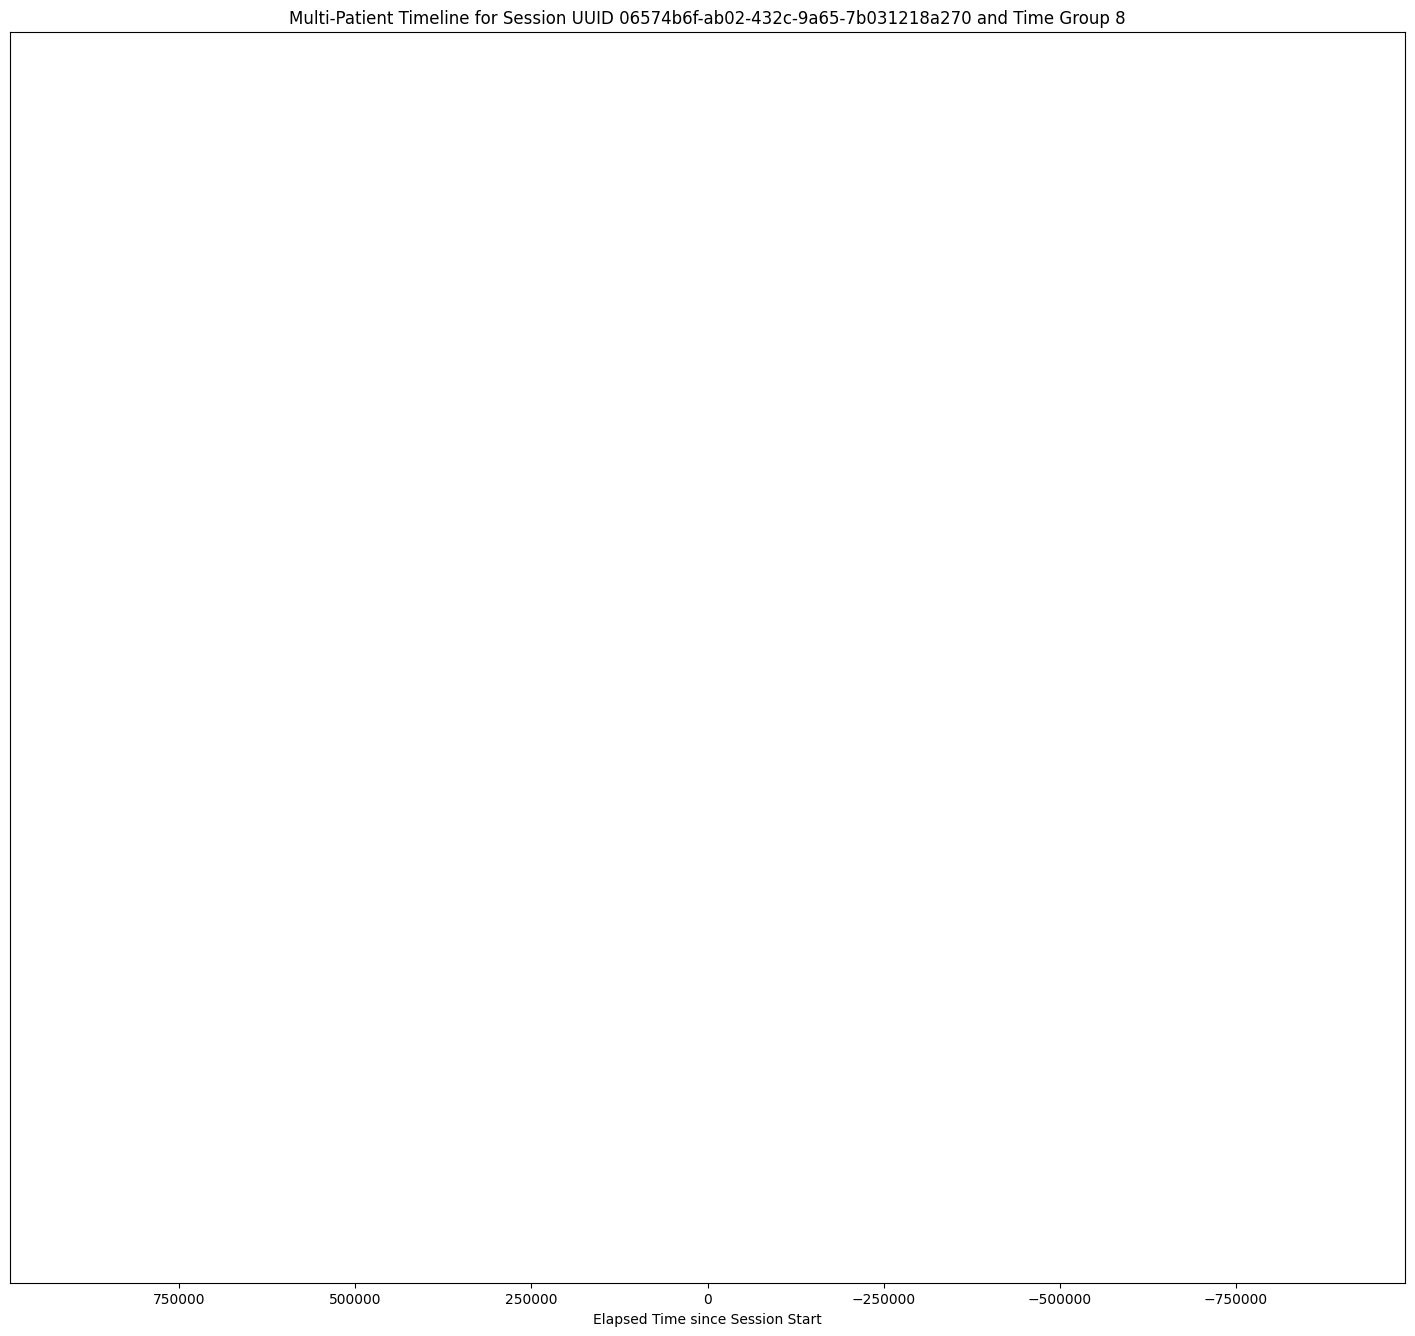 Multi-Patient Timeline for Session UUID 06574b6f-ab02-432c-9a65-7b031218a270 and Time Group 8
750000 500000 250000 0 −250000 −500000 −750000
Elapsed Time since Session Start